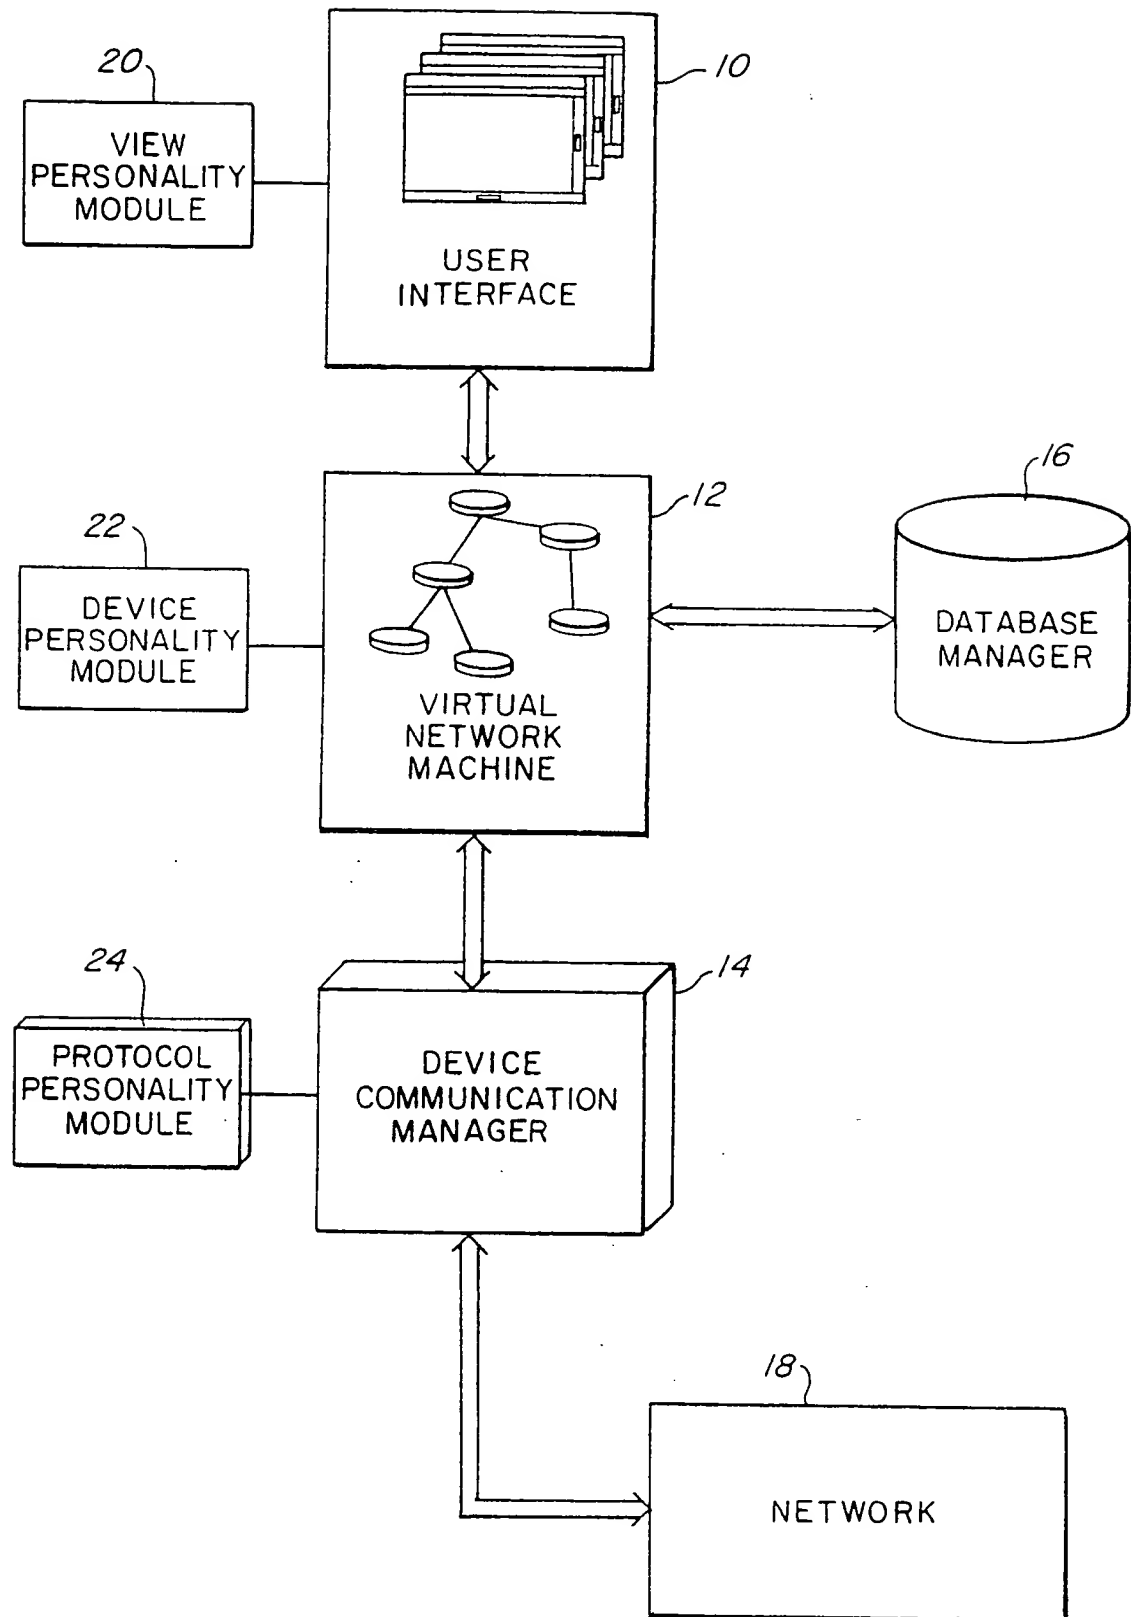 20
10
VIEW
PERSONALITY
MODULE
USER
INTERFACE
12
16
22
DEVICE
PERSONALITY
MODULE
DATABASE
MANAGER
VIRTUAL
NETWORK
MACHINE
24
14
PROTOCOL
PERSONALITY
MODULE
DEVICE
COMMUNICATION
MANAGER
18
NETWORK